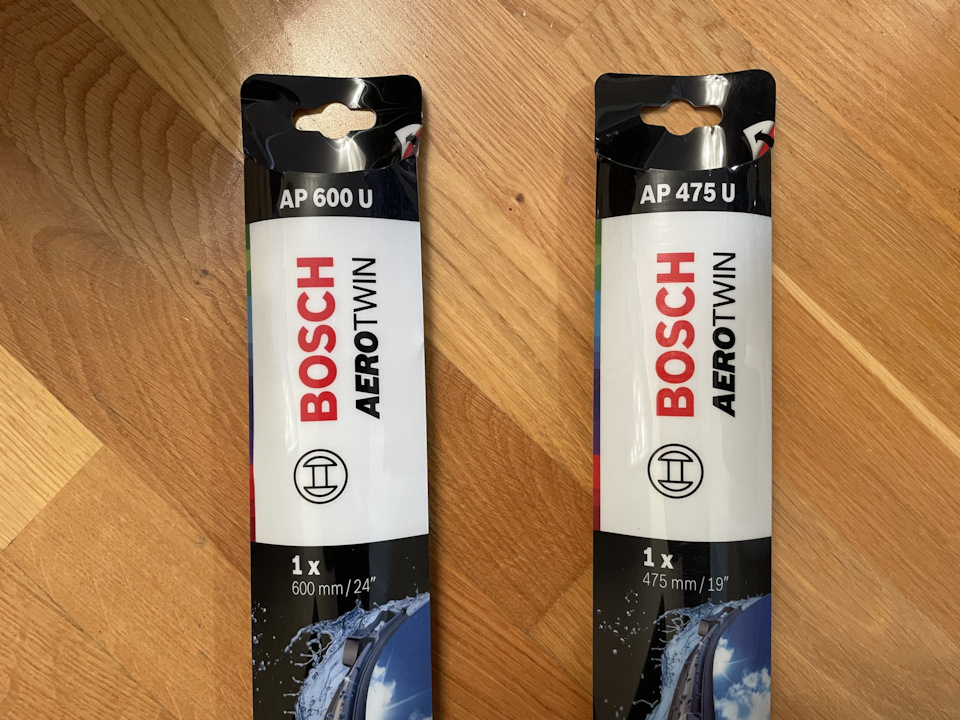 AP 600 U
BOSCH
AEROTWIN
1 x
600 mm / 24"
AP 475 U
BOSCH
AEROTWIN
1 x
475 mm / 19"